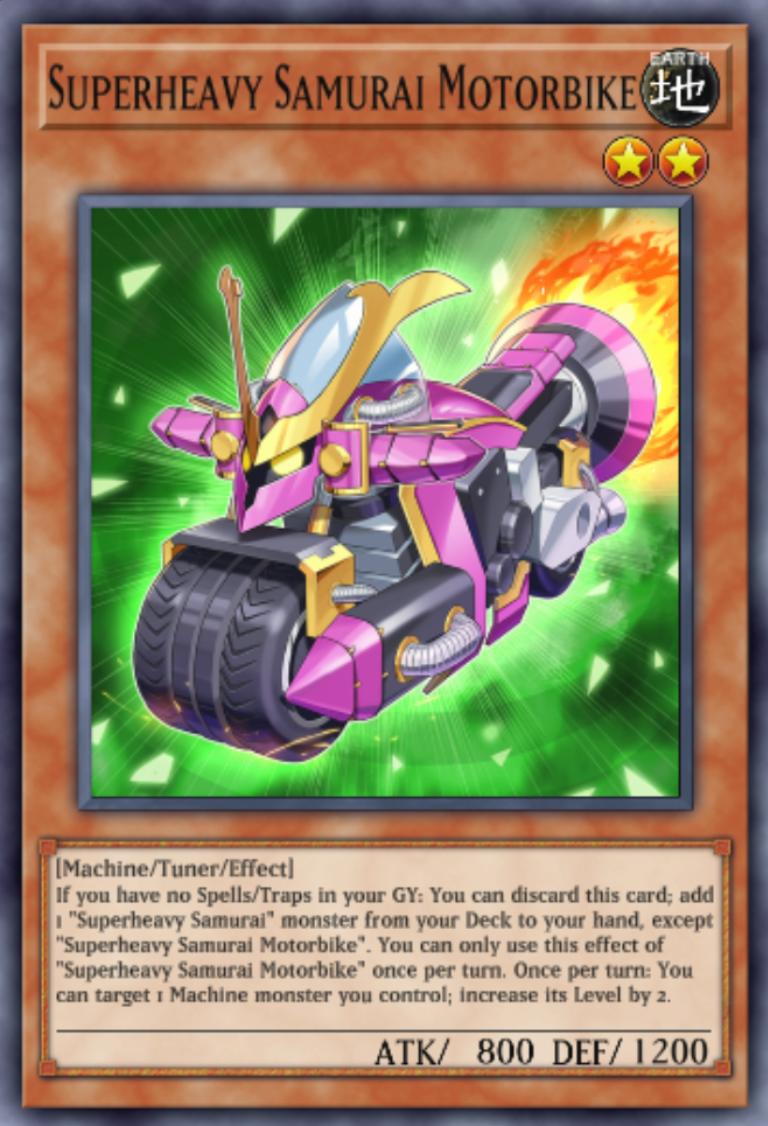 Superheavy Samurai Motorbike
EARTH
地
[Machine/Tuner/Effect]
If you have no Spells/Traps in your GY: You can discard this card; add
1 "Superheavy Samurai" monster from your Deck to your hand, except
"Superheavy Samurai Motorbike". You can only use this effect of
"Superheavy Samurai Motorbike" once per turn. Once per turn: You
can target 1 Machine monster you control; increase its Level by 2.
ATK/ 800 DEF/ 1200